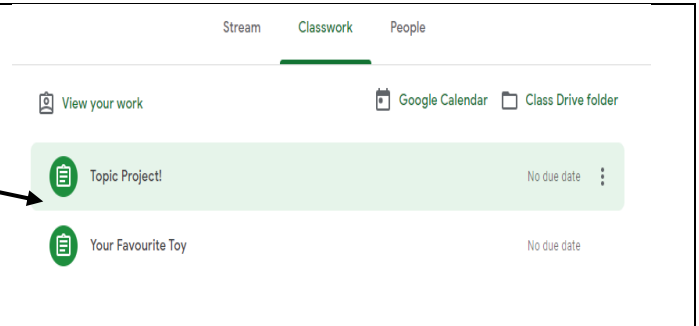 Stream Classwork People
View your work Google Calendar Class Drive folder
Topic Project! No due date
Your Favourite Toy No due date